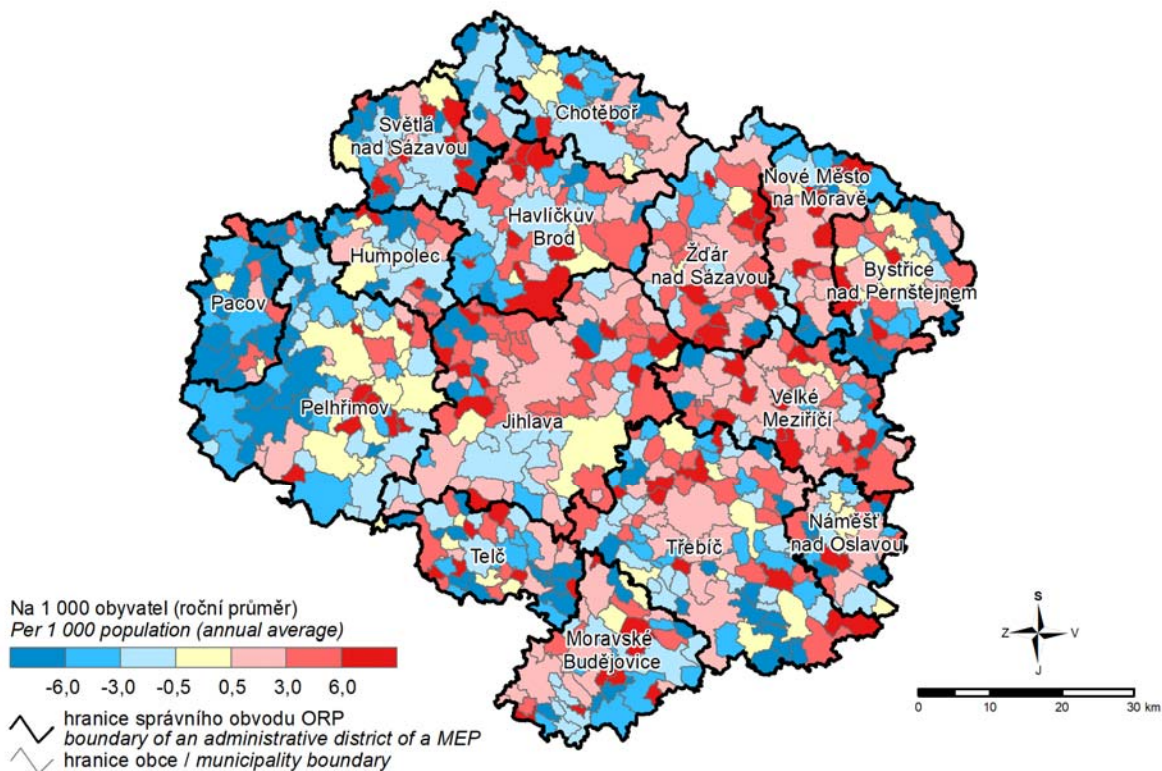 Chotěboř
Světlá
nad Sázavou
Nové Město
na Moravě
Havlíčkův
Brod
Humpolec
Žďár
nad Sázavou
Bystřice
nad Pernštejnem
Pacov
Pelhřimov
Jihlava
Velké
Meziříčí
Náměšť
nad Oslavou
Telč
Třebíč
Moravské
Budějovice
Na 1 000 obyvatel (roční průměr)
Per 1 000 population (annual average)
-6,0 -3,0 -0,5 0,5 3,0 6,0
hranice správního obvodu ORP
boundary of an administrative district of a MEP
hranice obce / municipality boundary
S
Z V
J
0 10 20 30 km